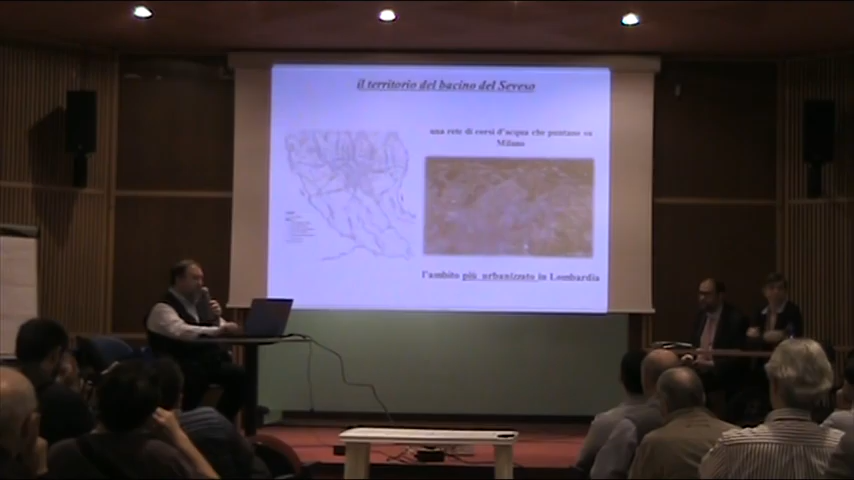 il territorio del bacino del Seveso
una rete di corsi d'acqua che puntano su
Milano
l'ambito più urbanizzato in Lombardia